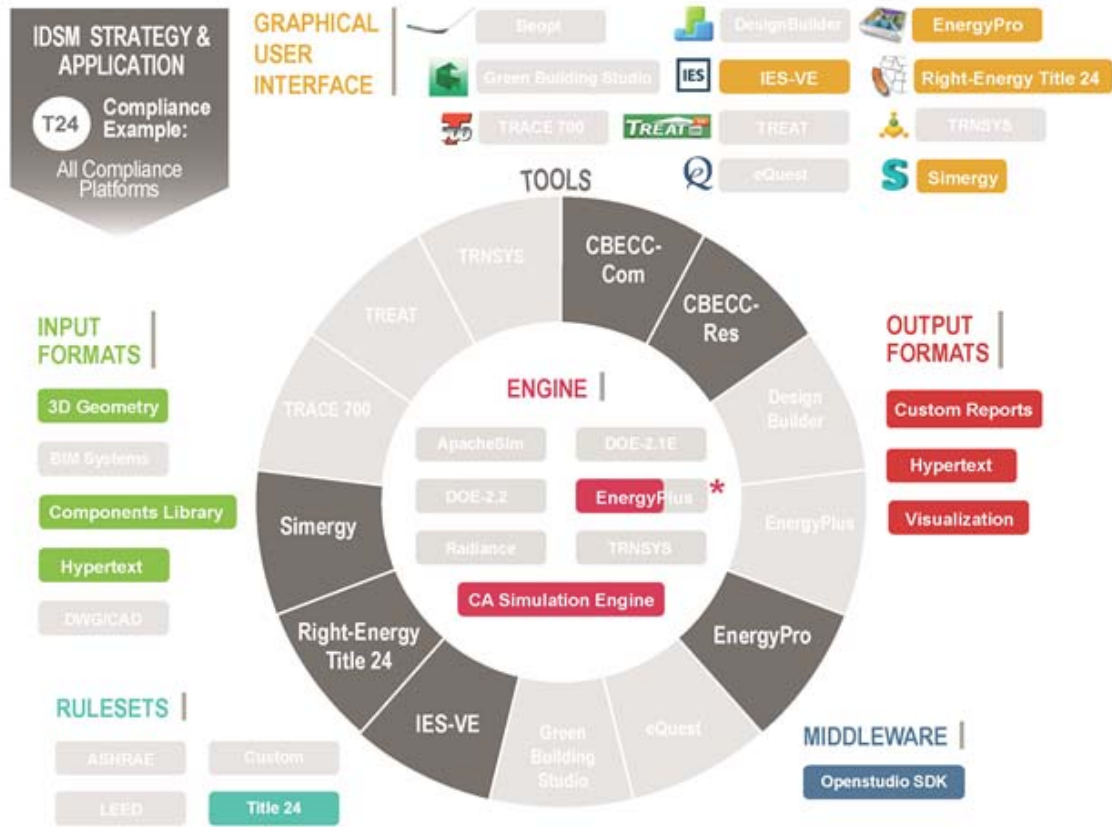 IDSM STRATEGY &
APPLICATION
T24
Compliance
Example:
All Compliance
Platforms
GRAPHICAL
USER
INTERFACE
Beopt
DesignBuilder
EnergyPro
Green Building Studio
IES
IES-VE
Right-Energy Title 24
TRACE 700
TREAT
TREAT
TRNSYS
eQuest
S
Simergy
TOOLS
TRNSYS
CBECC-
Com
CBECC-
Res
TREAT
TRACE 700
Design
Builder
EnergyPlus
Simergy
EnergyPro
Right-Energy
Title 24
IES-VE
Green
Building
Studio
eQuest
INPUT
FORMATS
3D Geometry
BIM Systems
Components Library
Hypertext
DWG/CAD
ENGINE
ApacheSim
DOE-2.1E
DOE-2.2
EnergyPlus *
Radiance
TRNSYS
CA Simulation Engine
OUTPUT
FORMATS
Custom Reports
Hypertext
Visualization
RULESETS
ASHRAE
Custom
LEED
Title 24
MIDDLEWARE
Openstudio SDK